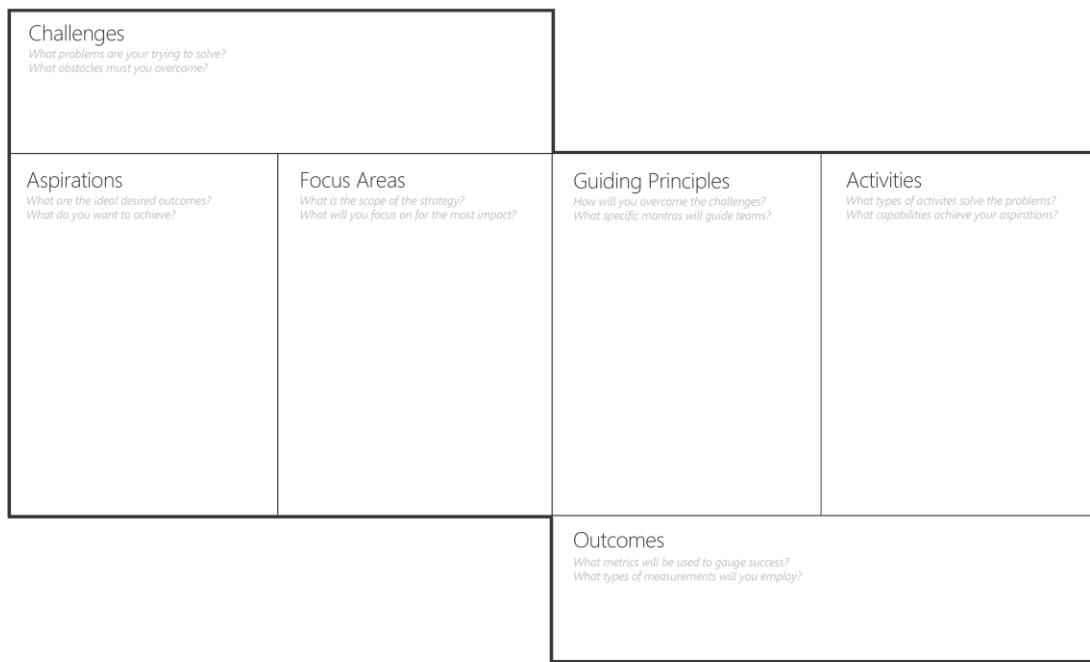 Challenges
What problems are your trying to solve?
What obstacles must you overcome?
Aspirations
What are the ideal desired outcomes?
What do you want to achieve?
Focus Areas
What is the scope of the strategy?
What will you focus on for the most impact?
Guiding Principles
How will you overcome the challenges?
What specific mantras will guide teams?
Activities
What types of activites solve the problems?
What capabilities achieve your aspirations?
Outcomes
What metrics will be used to gauge success?
What types of measurements will you employ?